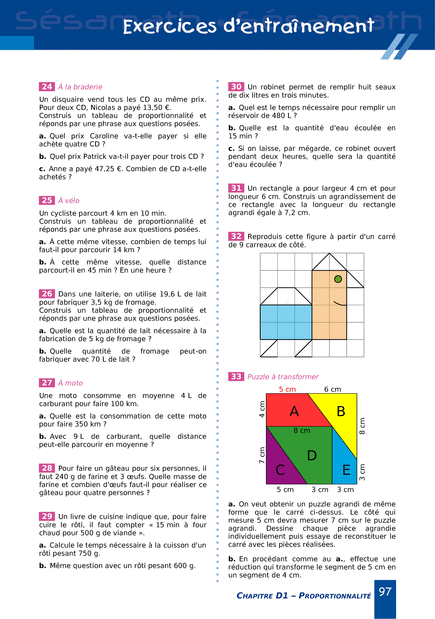 Sésamath
Sésamath
Exercices d'entraînement
24 À la braderie
Un disquaire vend tous les CD au même prix.
Pour deux CD, Nicolas a payé 13,50 €.
Construis un tableau de proportionnalité et
réponds par une phrase aux questions posées.
a. Quel prix Caroline va-t-elle payer si elle
achète quatre CD ?
b. Quel prix Patrick va-t-il payer pour trois CD ?
c. Anne a payé 47,25 €. Combien de CD a-t-elle
achetés ?
25 À vélo
Un cycliste parcourt 4 km en 10 min.
Construis un tableau de proportionnalité et
réponds par une phrase aux questions posées.
a. À cette même vitesse, combien de temps lui
faut-il pour parcourir 14 km ?
b. À cette même vitesse, quelle distance
parcourt-il en 45 min ? En une heure ?
26 Dans une laiterie, on utilise 19,6 L de lait
pour fabriquer 3,5 kg de fromage.
Construis un tableau de proportionnalité et
réponds par une phrase aux questions posées.
a. Quelle est la quantité de lait nécessaire à la
fabrication de 5 kg de fromage ?
b. Quelle quantité de fromage peut-on
fabriquer avec 70 L de lait ?
27 À moto
Une moto consomme en moyenne 4 L de
carburant pour faire 100 km.
a. Quelle est la consommation de cette moto
pour faire 350 km ?
b. Avec 9 L de carburant, quelle distance
peut-elle parcourir en moyenne ?
28 Pour faire un gâteau pour six personnes, il
faut 240 g de farine et 3 œufs. Quelle masse de
farine et combien d'œufs faut-il pour réaliser ce
gâteau pour quatre personnes ?
29 Un livre de cuisine indique que, pour faire
cuire le rôti, il faut compter « 15 min à four
chaud pour 500 g de viande ».
a. Calcule le temps nécessaire à la cuisson d'un
rôti pesant 750 g.
b. Même question avec un rôti pesant 600 g.
30 Un robinet permet de remplir huit seaux
de dix litres en trois minutes.
a. Quel est le temps nécessaire pour remplir un
réservoir de 480 L ?
b. Quelle est la quantité d'eau écoulée en
15 min ?
c. Si on laisse, par mégarde, ce robinet ouvert
pendant deux heures, quelle sera la quantité
d'eau écoulée ?
31 Un rectangle a pour largeur 4 cm et pour
longueur 6 cm. Construis un agrandissement de
ce rectangle avec la longueur du rectangle
agrandi égale à 7,2 cm.
32 Reproduis cette figure à partir d'un carré
de 9 carreaux de côté.
33 Puzzle à transformer
5 cm 6 cm
4 cm
A B
8 cm
8 cm
7 cm
D
C E
3 cm
5 cm 3 cm 3 cm
a. On veut obtenir un puzzle agrandi de même
forme que le carré ci-dessus. Le côté qui
mesure 5 cm devra mesurer 7 cm sur le puzzle
agrandi. Dessine chaque pièce agrandie
individuellement puis essaye de reconstituer le
carré avec les pièces réalisées.
b. En procédant comme au a., effectue une
réduction qui transforme le segment de 5 cm en
un segment de 4 cm.
CHAPITRE D1 – PROPORTIONNALITÉ 97